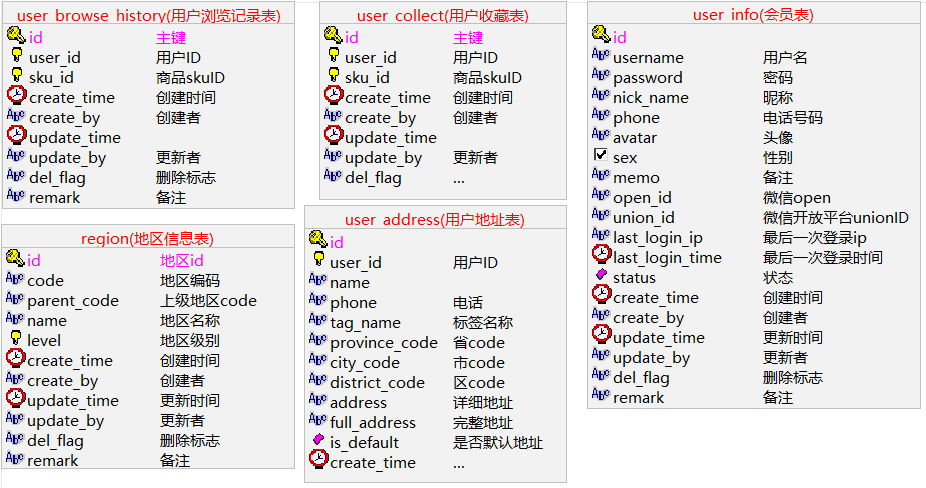 user_browse_history(用户浏览记录表)
id 主键
user_id 用户ID
sku_id 商品skuID
create_time 创建时间
create_by 创建者
update_time
update_by 更新者
del_flag 删除标志
remark 备注
user_collect(用户收藏表)
id 主键
user_id 用户ID
sku_id 商品skuID
create_time 创建时间
create_by 创建者
update_time
update_by 更新者
del_flag ...
user_info(会员表)
id
username 用户名
password 密码
nick_name 昵称
phone 电话号码
avatar 头像
sex 性别
memo 备注
open_id 微信open
union_id 微信开放平台unionID
last_login_ip 最后一次登录ip
last_login_time 最后一次登录时间
status 状态
create_time 创建时间
create_by 创建者
update_time 更新时间
update_by 更新者
del_flag 删除标志
remark 备注
region(地区信息表)
id 地区id
code 地区编码
parent_code 上级地区code
name 地区名称
level 地区级别
create_time 创建时间
create_by 创建者
update_time 更新时间
update_by 更新者
del_flag 删除标志
remark 备注
user_address(用户地址表)
id
user_id 用户ID
name
phone 电话
tag_name 标签名称
province_code 省code
city_code 市code
district_code 区code
address 详细地址
full_address 完整地址
is_default 是否默认地址
create_time ...